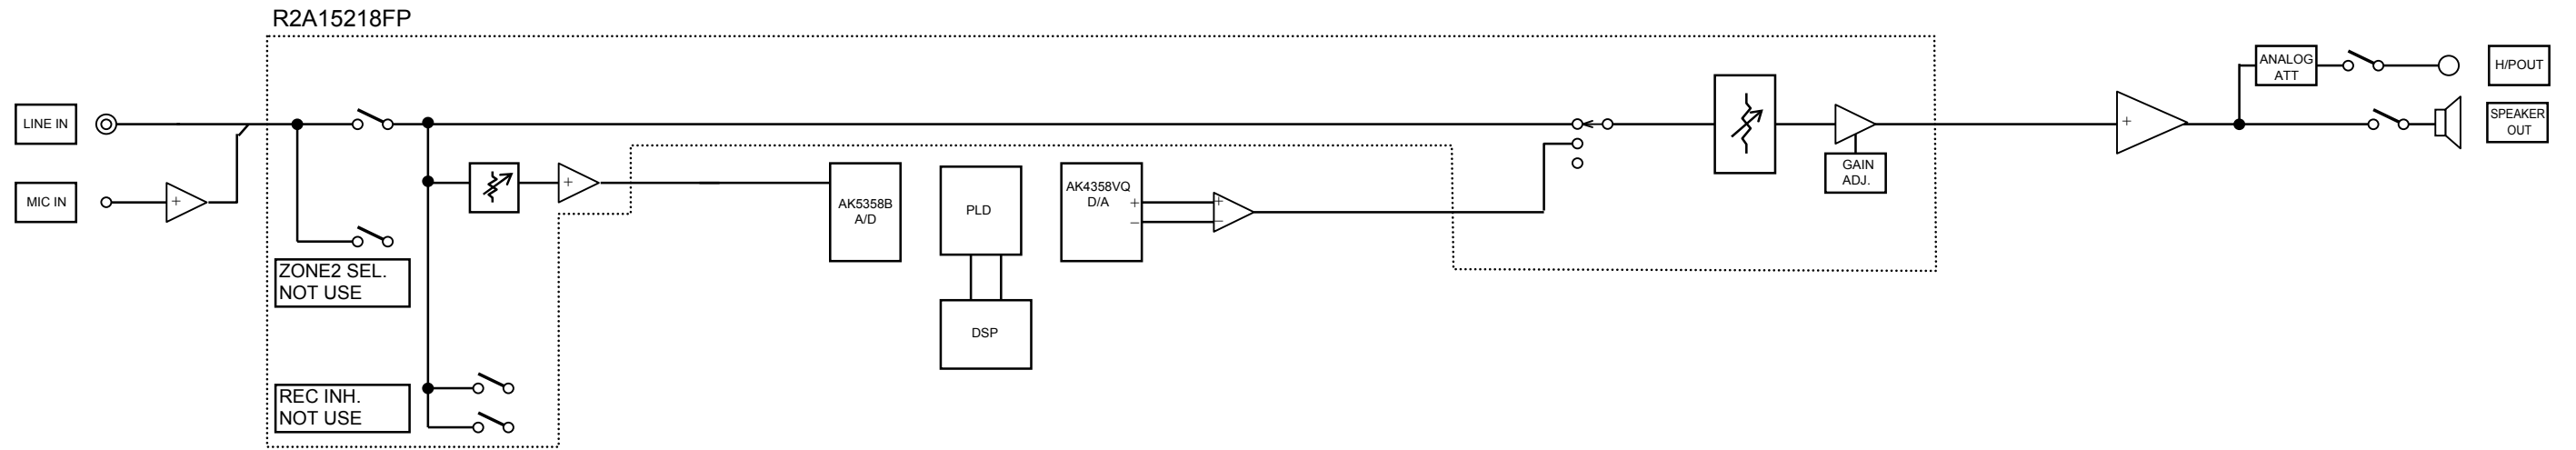 R2A15218FP
LINE IN
MIC IN
+
ZONE2 SEL.
NOT USE
REC INH.
NOT USE
+
AK5358B
A/D
PLD
DSP
AK4358VQ
D/A
+
−
+
−
GAIN
ADJ.
+
ANALOG
ATT
H/POUT
SPEAKER
OUT